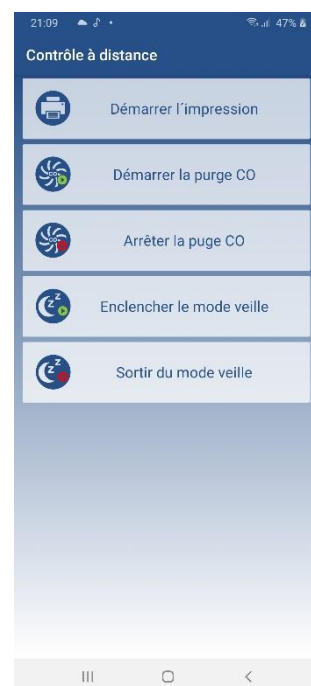 21:09 47%
Contrôle à distance
Démarrer l´impression
Démarrer la purge CO
Arrêter la puge CO
Enclencher le mode veille
Sortir du mode veille